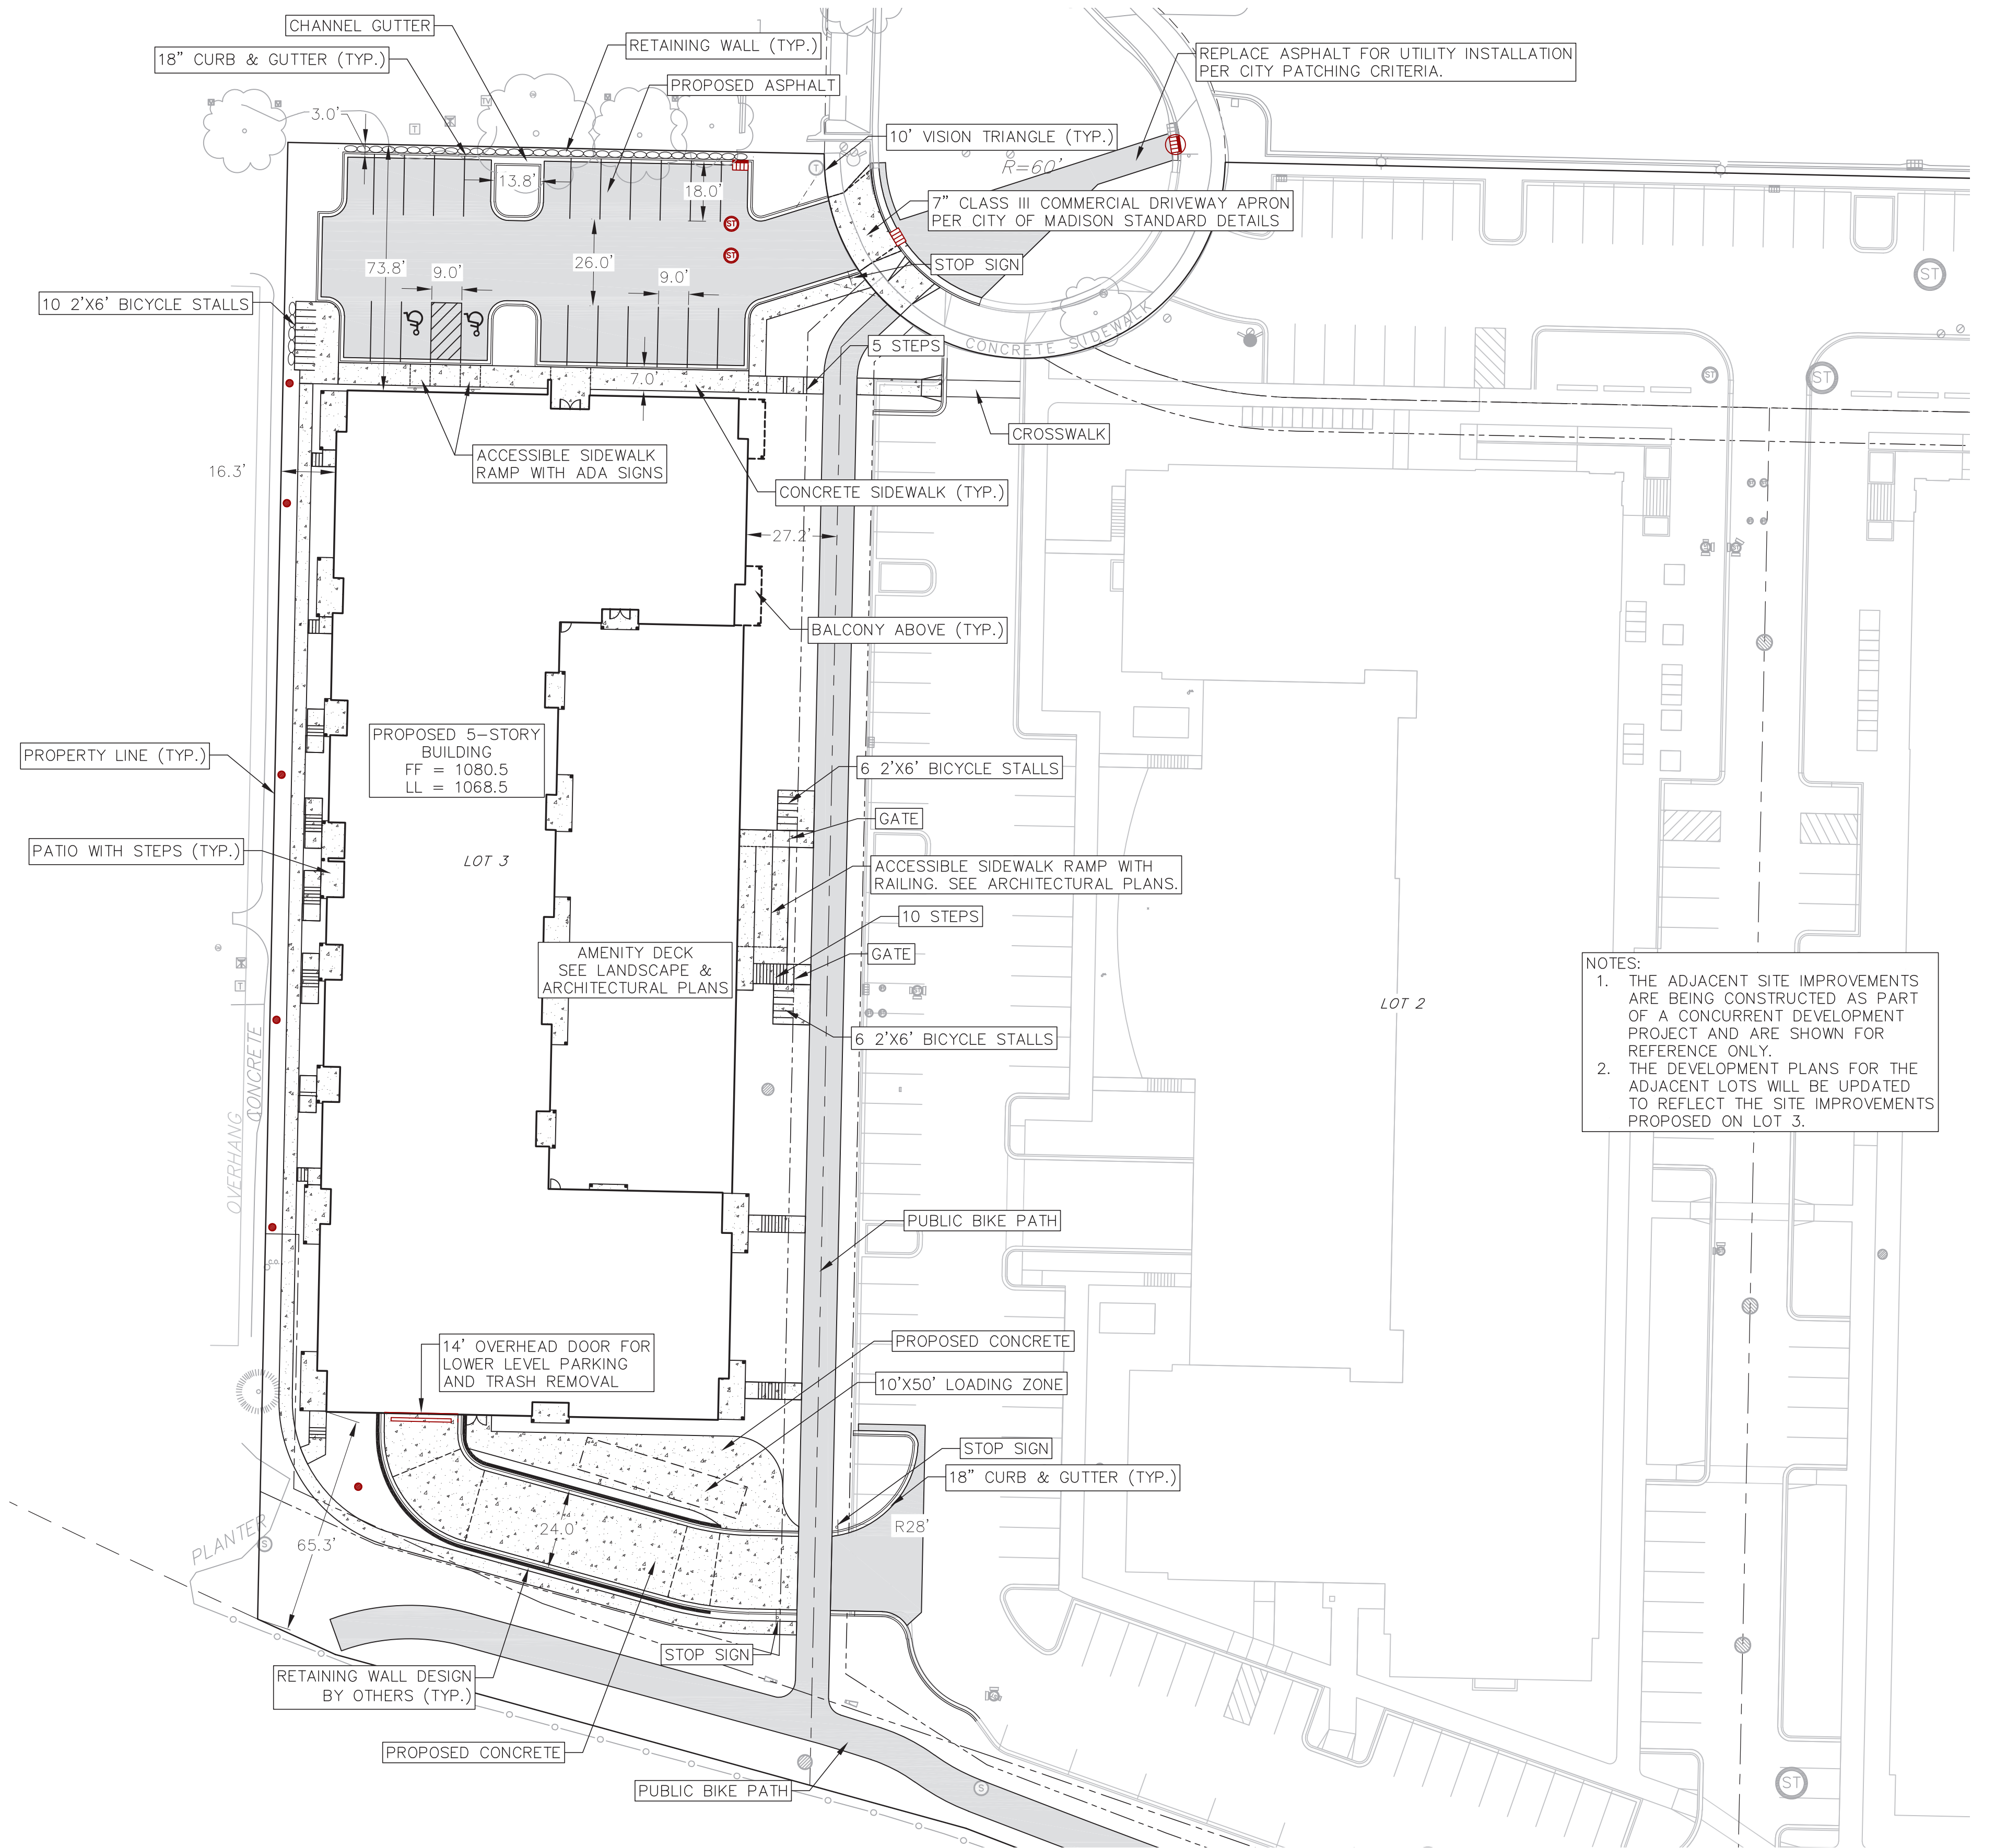 CHANNEL GUTTER
18" CURB & GUTTER (TYP.)
RETAINING WALL (TYP.)
PROPOSED ASPHALT
REPLACE ASPHALT FOR UTILITY INSTALLATION
PER CITY PATCHING CRITERIA.
TV
T
3.0'
10' VISION TRIANGLE (TYP.)
T
R=60'
13.8'
18.0'
7" CLASS III COMMERCIAL DRIVEWAY APRON
PER CITY OF MADISON STANDARD DETAILS
ST
ST
73.8'
9.0'
26.0'
9.0'
STOP SIGN
ST
10 2'X6' BICYCLE STALLS
CONCRETE SIDEWALK
5 STEPS
7.0'
ST
ST
CROSSWALK
ACCESSIBLE SIDEWALK
RAMP WITH ADA SIGNS
16.3'
CONCRETE SIDEWALK (TYP.)
27.2'
BALCONY ABOVE (TYP.)
PROPOSED 5-STORY
BUILDING
FF = 1080.5
LL = 1068.5
PROPERTY LINE (TYP.)
6 2'X6' BICYCLE STALLS
GATE
PATIO WITH STEPS (TYP.)
LOT 3
ACCESSIBLE SIDEWALK RAMP WITH
RAILING. SEE ARCHITECTURAL PLANS.
10 STEPS
AMENITY DECK
SEE LANDSCAPE &
ARCHITECTURAL PLANS
GATE
T
LOT 2
NOTES:
1. THE ADJACENT SITE IMPROVEMENTS
ARE BEING CONSTRUCTED AS PART
OF A CONCURRENT DEVELOPMENT
PROJECT AND ARE SHOWN FOR
REFERENCE ONLY.
2. THE DEVELOPMENT PLANS FOR THE
ADJACENT LOTS WILL BE UPDATED
TO REFLECT THE SITE IMPROVEMENTS
PROPOSED ON LOT 3.
6 2'X6' BICYCLE STALLS
OVERHANG
CONCRETE
PUBLIC BIKE PATH
PROPOSED CONCRETE
14' OVERHEAD DOOR FOR
LOWER LEVEL PARKING
AND TRASH REMOVAL
10'X50' LOADING ZONE
STOP SIGN
18" CURB & GUTTER (TYP.)
R28'
24.0'
PLANTER
S
65.3'
STOP SIGN
RETAINING WALL DESIGN
BY OTHERS (TYP.)
PROPOSED CONCRETE
PUBLIC BIKE PATH
S
ST